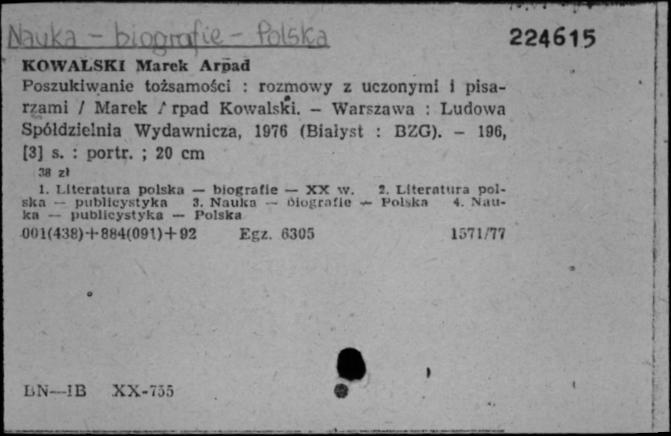 Nauka - biografie - Polska
224615
KOWALSKI Marek Arpad
Poszukiwanie tożsamości : rozmowy z uczonymi i pisa-
rzami / Marek Arpad Kowalski. — Warszawa : Ludowa
Spółdzielnia Wydawnicza, 1976 (Białyst : BZG). — 196,
[3] s. : portr. ; 20 cm
38 zł
1. Literatura polska — biografie — XX w. 2. Literatura pol-
ska — publicystyka 3. Nauka — biografie — Polska 4. Nau-
ka — publicystyka — Polska
001(438)+884(091)+92 Egz. 6305 1571/77
BN—IB XX-755